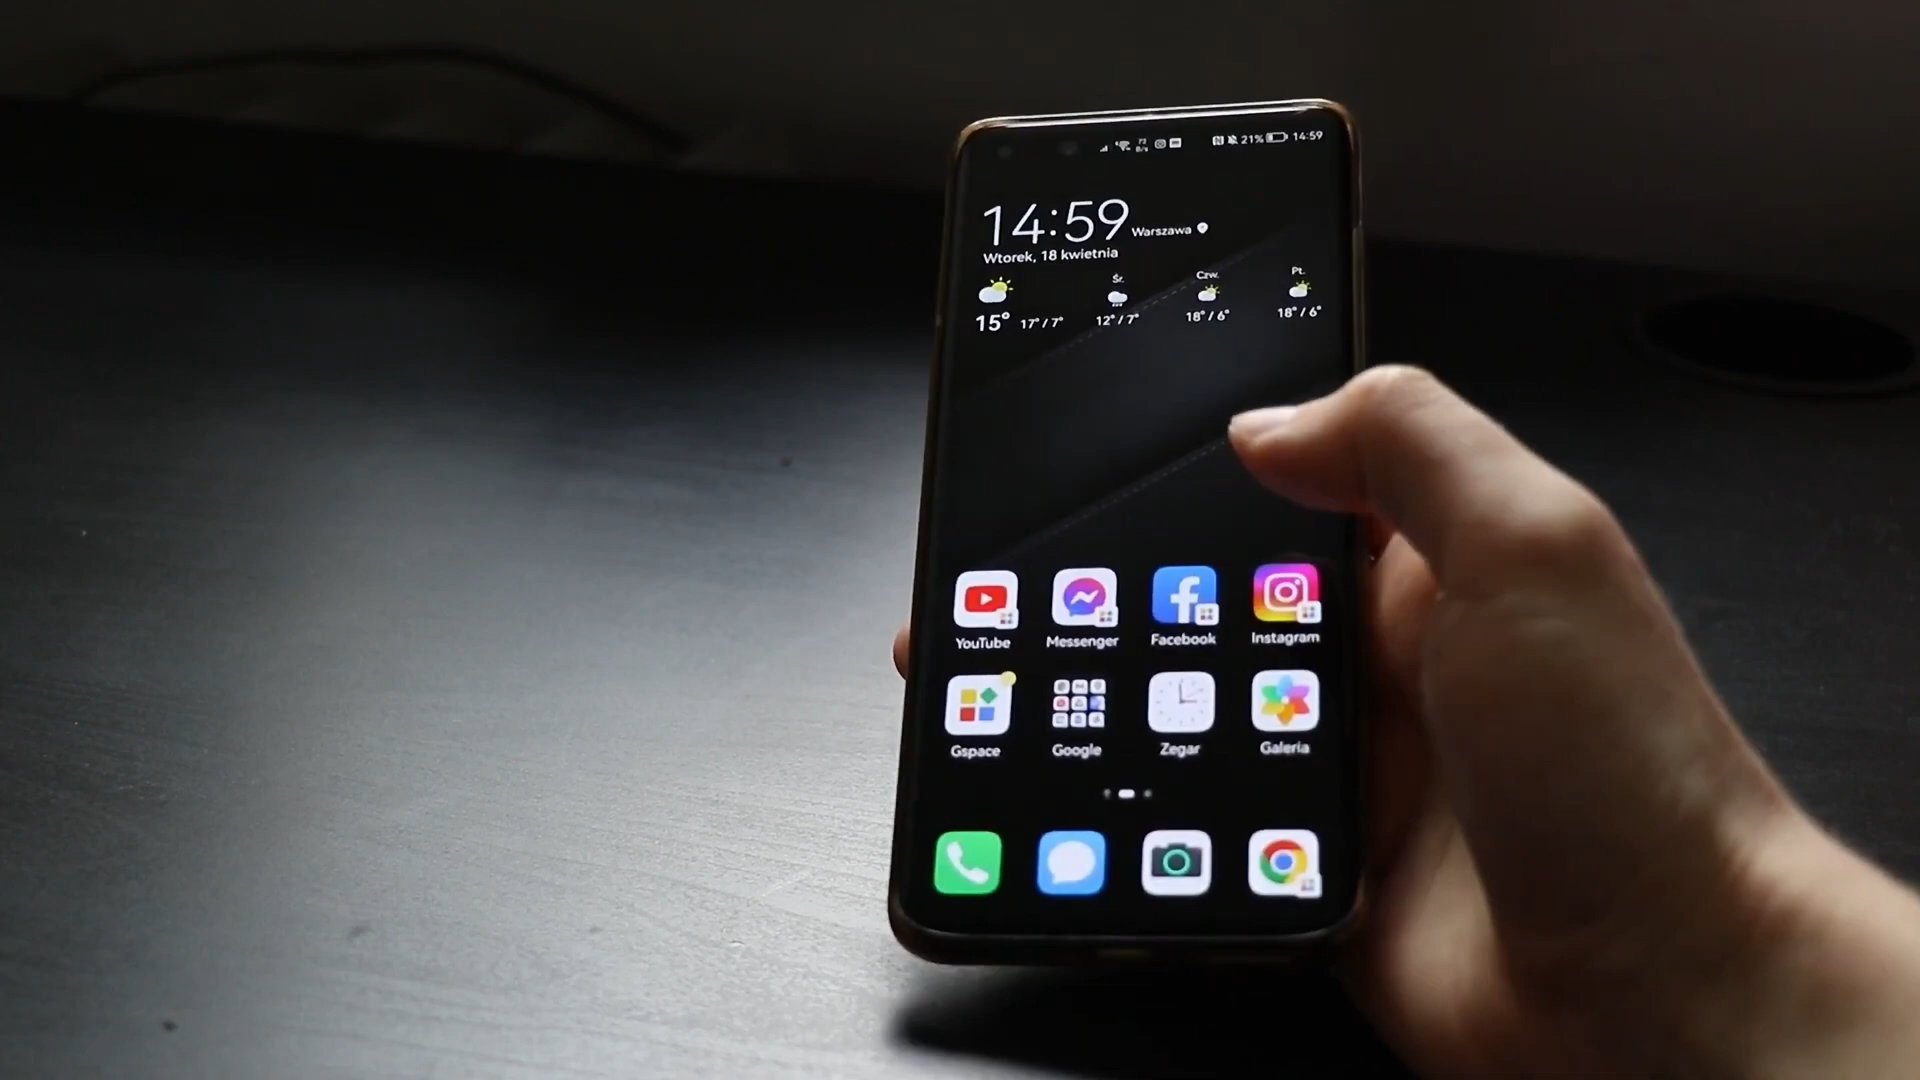 21% 14:59
14:59 Warszawa
Wtorek, 18 kwietnia
Śr. Czw. Pt.
15° 17° / 7° 12° / 7° 18° / 6° 18° / 6°
YouTube Messenger Facebook Instagram
Gspace Google Zegar Galeria